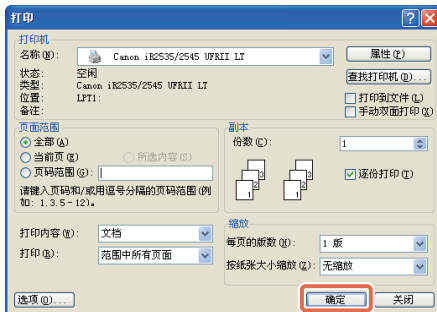 打印
打印机
名称(N): Canon iR2535/2545 UFRII LT 属性(P)
状态: 空闲 查找打印机(D)...
类型: Canon iR2535/2545 UFRII LT
位置: LPT1: 打印到文件(L)
备注: 手动双面打印(X)
页面范围 副本
全部(A) 份数(C): 1
当前页(E) 所选内容(S)
页码范围(G): 逐份打印(T)
请键入页码和/或用逗号分隔的页码范围(例
如: 1.3.5-12)。
缩放
打印内容(W): 文档 每页的版数(H): 1 版
打印(R): 范围中所有页面 按纸张大小缩放(Z): 无缩放
选项(O)... 确定 关闭